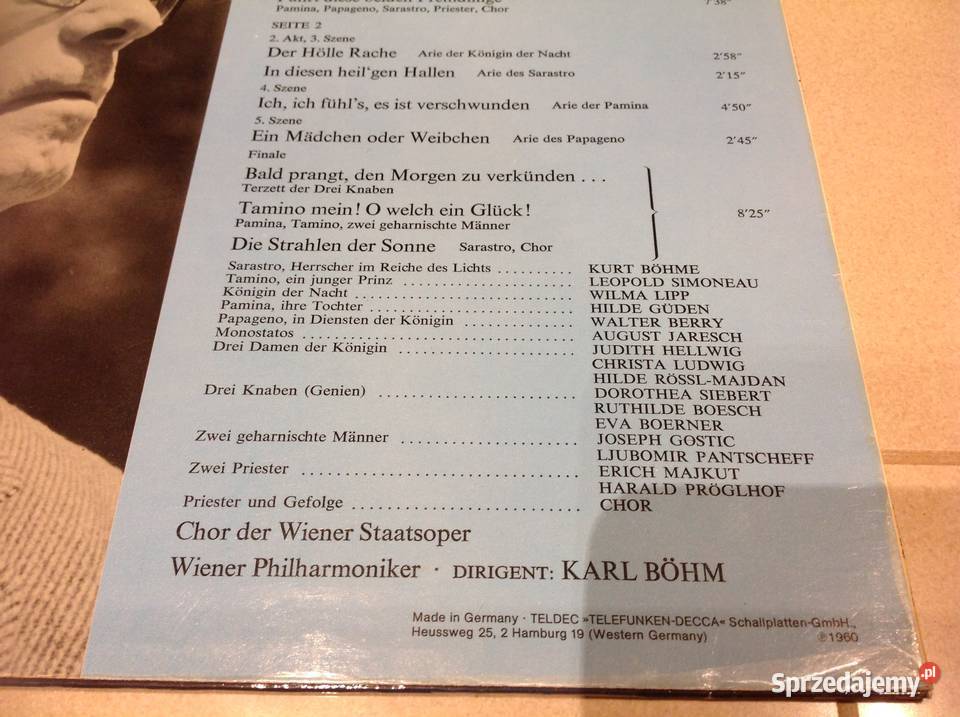 Pamina, Papageno, Sarastro, Priester, Chor
SEITE 2
2. Akt, 3. Szene
Der Hölle Rache Arie der Königin der Nacht 2'58"
In diesen heil'gen Hallen Arie des Sarastro 2'15"
4. Szene
Ich, ich fühl's, es ist verschwunden Arie der Pamina 4'50"
5. Szene
Ein Mädchen oder Weibchen Arie des Papageno 2'45"
Finale
Bald prangt, den Morgen zu verkünden . . .
Terzett der Drei Knaben
Tamino mein! O welch ein Glück! 8'25"
Pamina, Tamino, zwei geharnischte Männer
Die Strahlen der Sonne Sarastro, Chor
Sarastro, Herrscher im Reiche des Lichts . . . . . . . . . . KURT BÖHME
Tamino, ein junger Prinz . . . . . . . . . . LEOPOLD SIMONEAU
Königin der Nacht . . . . . . . . . . WILMA LIPP
Pamina, ihre Tochter . . . . . . . . . . HILDE GÜDEN
Papageno, in Diensten der Königin . . . . . . . . . . WALTER BERRY
Monostatos . . . . . . . . . . AUGUST JARESCH
Drei Damen der Königin . . . . . . . . . . JUDITH HELLWIG
CHRISTA LUDWIG
HILDE RÖSSL-MAJDAN
Drei Knaben (Genien) . . . . . . . . . . DOROTHEA SIEBERT
RUTHILDE BOESCH
EVA BOERNER
Zwei geharnischte Männer . . . . . . . . . . JOSEPH GOSTIC
LJUBOMIR PANTSCHEFF
Zwei Priester . . . . . . . . . . ERICH MAJKUT
HARALD PRÖGLHOF
Priester und Gefolge . . . . . . . . . . CHOR
Chor der Wiener Staatsoper
Wiener Philharmoniker · DIRIGENT: KARL BÖHM
Made in Germany · TELDEC »TELEFUNKEN-DECCA« Schallplatten-GmbH.,
Heussweg 25, 2 Hamburg 19 (Western Germany) ℗1960
Sprzedajemy.pl